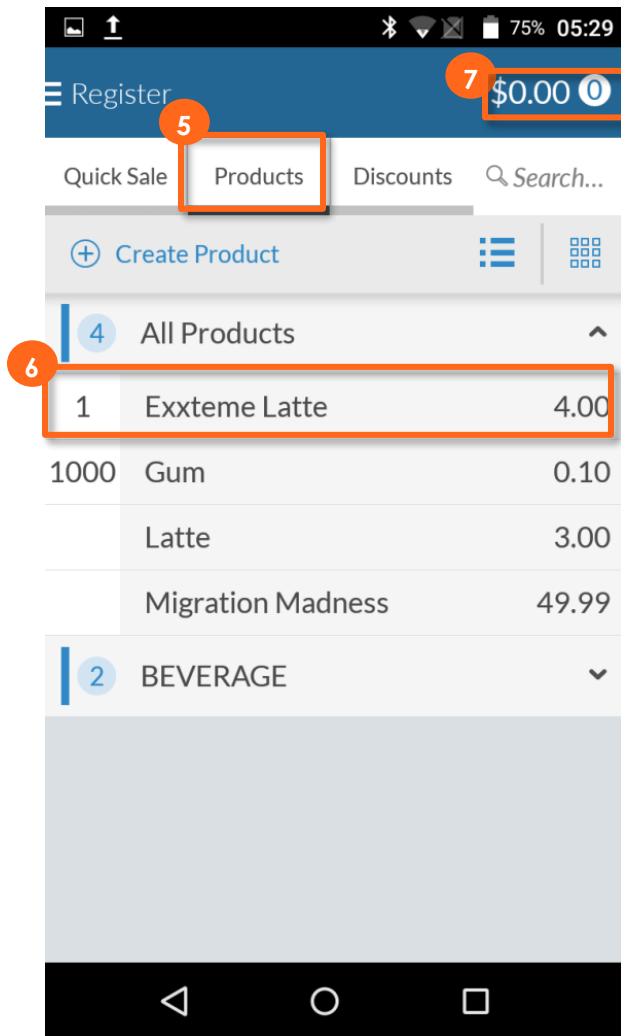 75% 05:29
Register
7
$0.00 0
5
Quick Sale Products Discounts Search...
Create Product
4 All Products
6
1 Exxteme Latte 4.00
1000 Gum 0.10
Latte 3.00
Migration Madness 49.99
2 BEVERAGE